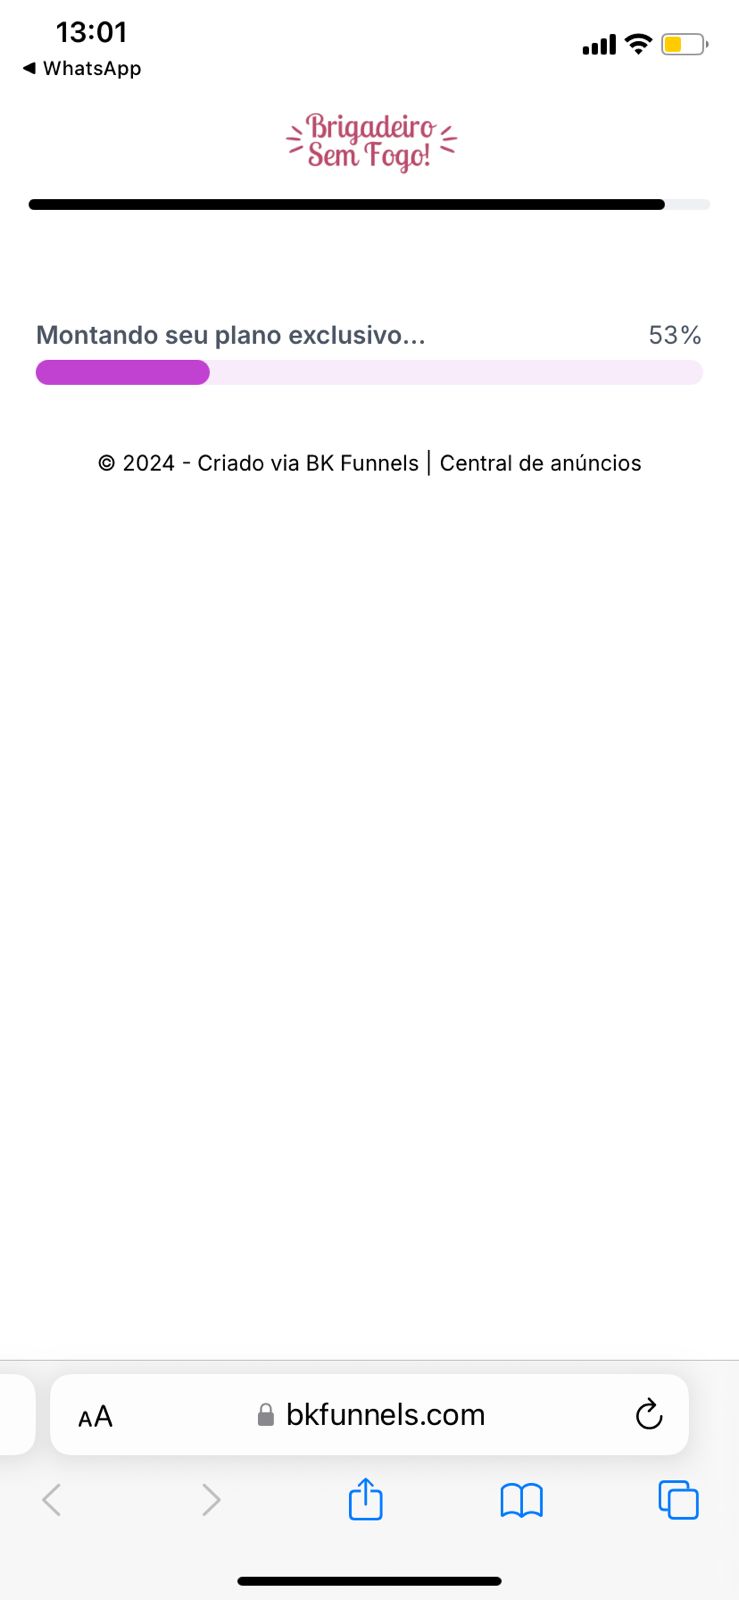 13:01
◀ WhatsApp
Brigadeiro
Sem Fogo!
Montando seu plano exclusivo... 53%
© 2024 - Criado via BK Funnels | Central de anúncios
AA bkfunnels.com